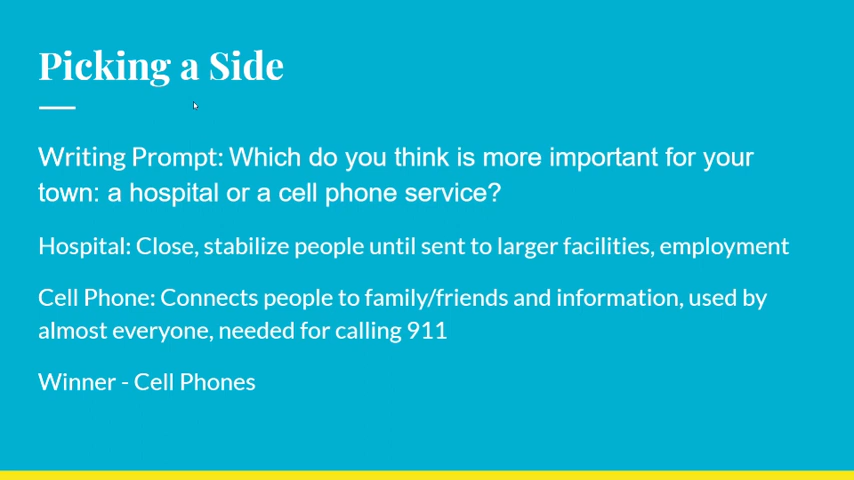 Picking a Side
Writing Prompt: Which do you think is more important for your
town: a hospital or a cell phone service?
Hospital: Close, stabilize people until sent to larger facilities, employment
Cell Phone: Connects people to family/friends and information, used by
almost everyone, needed for calling 911
Winner - Cell Phones